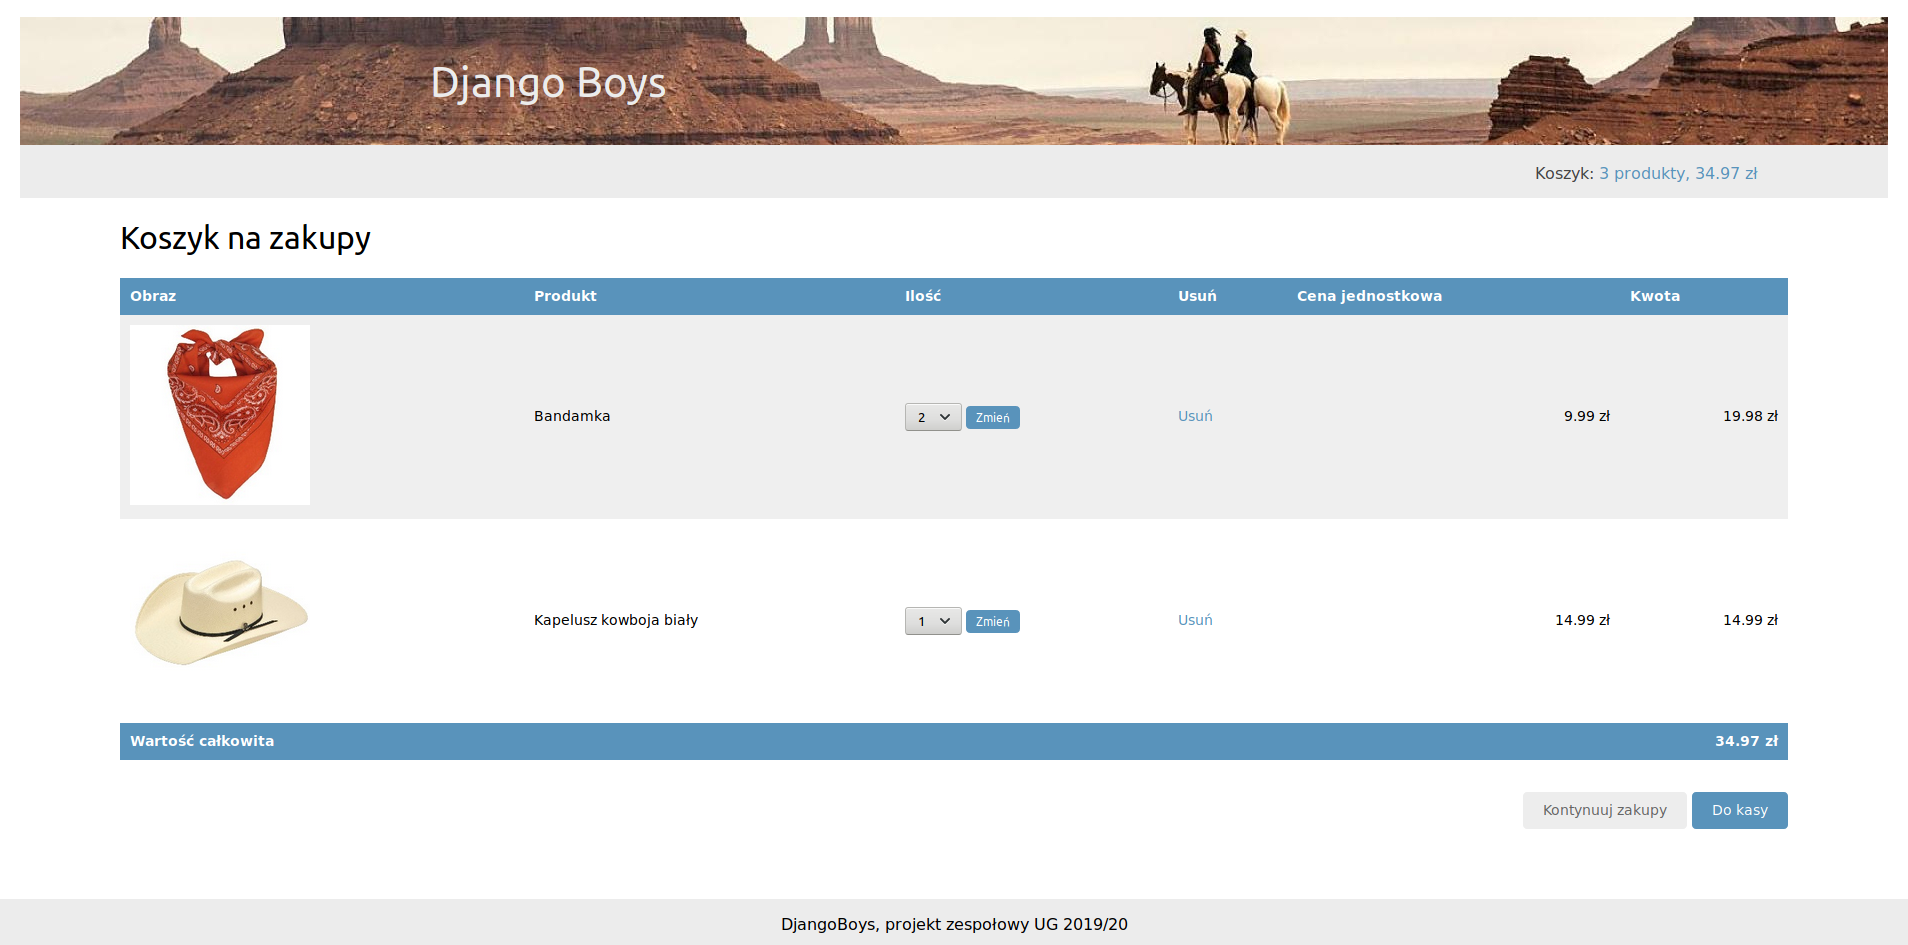 Django Boys
Koszyk: 3 produkty, 34.97 zł
Koszyk na zakupy
Obraz Produkt Ilość Usuń Cena jednostkowa Kwota
Bandamka 2 Zmień Usuń 9.99 zł 19.98 zł
Kapelusz kowboja biały 1 Zmień Usuń 14.99 zł 14.99 zł
Wartość całkowita 34.97 zł
Kontynuuj zakupy Do kasy
DjangoBoys, projekt zespołowy UG 2019/20